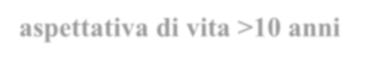 aspettativa di vita >10 anni